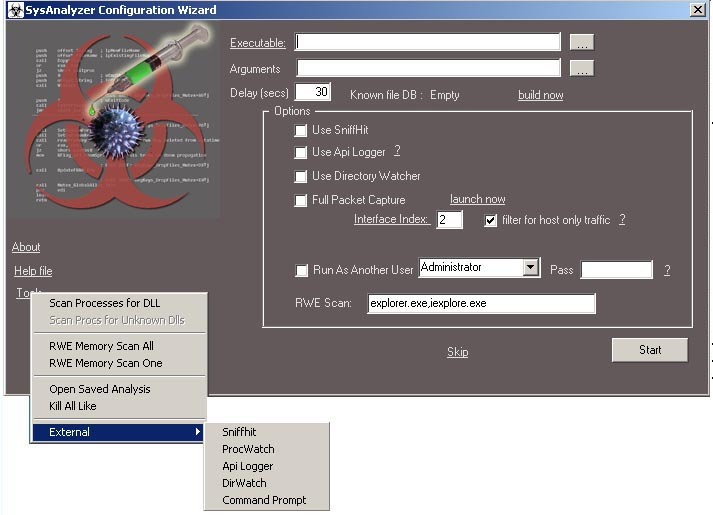 SysAnalyzer Configuration Wizard
Executable:
...
Arguments
...
Delay (secs) 30 Known file DB : Empty build now
Options
Use SniffHit
Use Api Logger ?
Use Directory Watcher
Full Packet Capture launch now
Interface Index: 2 filter for host only traffic ?
Run As Another User Administrator Pass ?
RWE Scan: explorer.exe,iexplore.exe
Skip
Start
About
Help file
Tools
Scan Processes for DLL
Scan Procs for Unknown Dlls
RWE Memory Scan All
RWE Memory Scan One
Open Saved Analysis
Kill All Like
External
Sniffhit
ProcWatch
Api Logger
DirWatch
Command Prompt